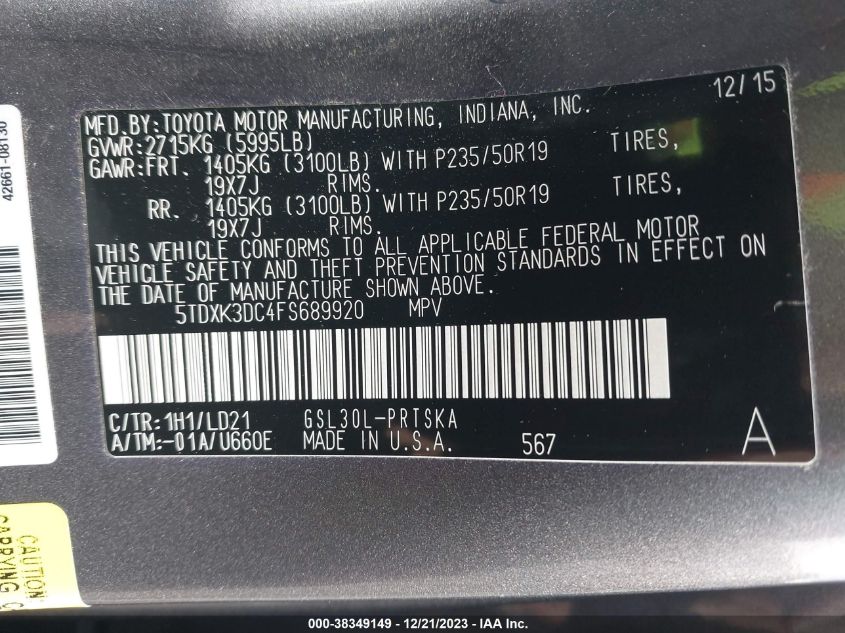 12/15
MFD.BY:TOYOTA MOTOR MANUFACTURING, INDIANA, INC.
GVWR:2715KG (5995LB)
GAWR:FRT. 1405KG (3100LB) WITH P235/50R19 TIRES,
19X7J RIMS.
RR. 1405KG (3100LB) WITH P235/50R19 TIRES,
19X7J RIMS.
THIS VEHICLE CONFORMS TO ALL APPLICABLE FEDERAL MOTOR
VEHICLE SAFETY AND THEFT PREVENTION STANDARDS IN EFFECT ON
THE DATE OF MANUFACTURE SHOWN ABOVE.
5TDXK3DC4FS689920 MPV
C/TR:1H1/LD21 GSL30L-PRTSKA
A/TM:-01A/U660E MADE IN U.S.A. 567 A
42661-08130
CAUTION
CARRYING C
000-38349149 - 12/21/2023 - IAA Inc.